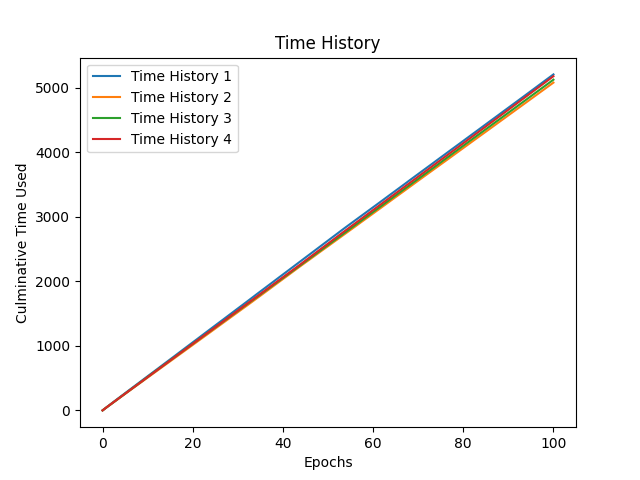 Time History
Time History 1
Time History 2
Time History 3
Time History 4
5000
4000
3000
2000
1000
0
Culminative Time Used
0 20 40 60 80 100
Epochs